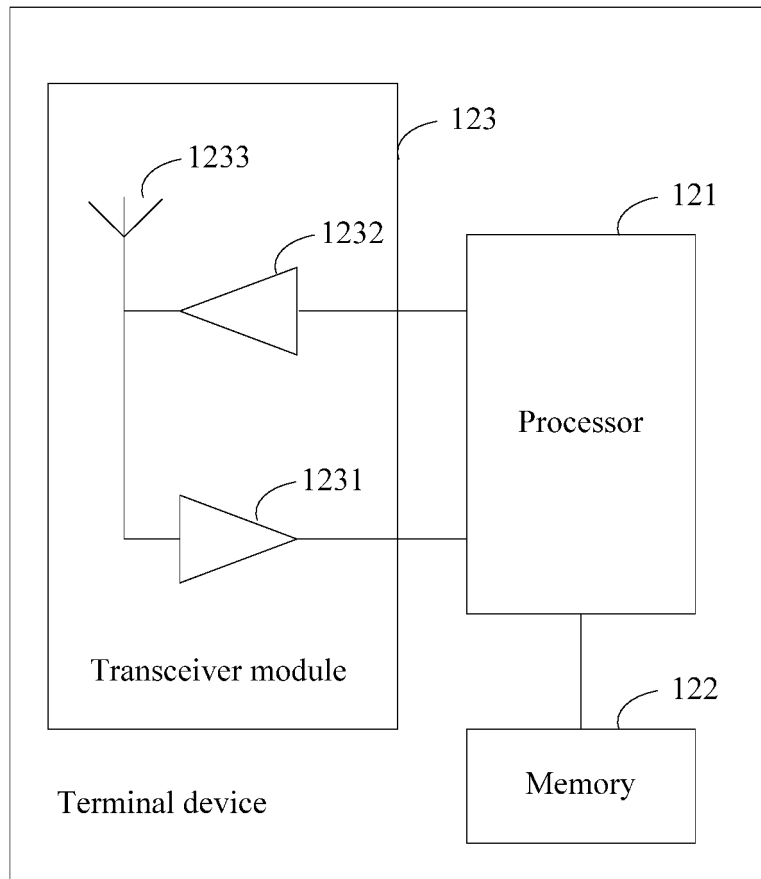 123
1233
121
1232
Processor
1231
Transceiver module
122
Memory
Terminal device